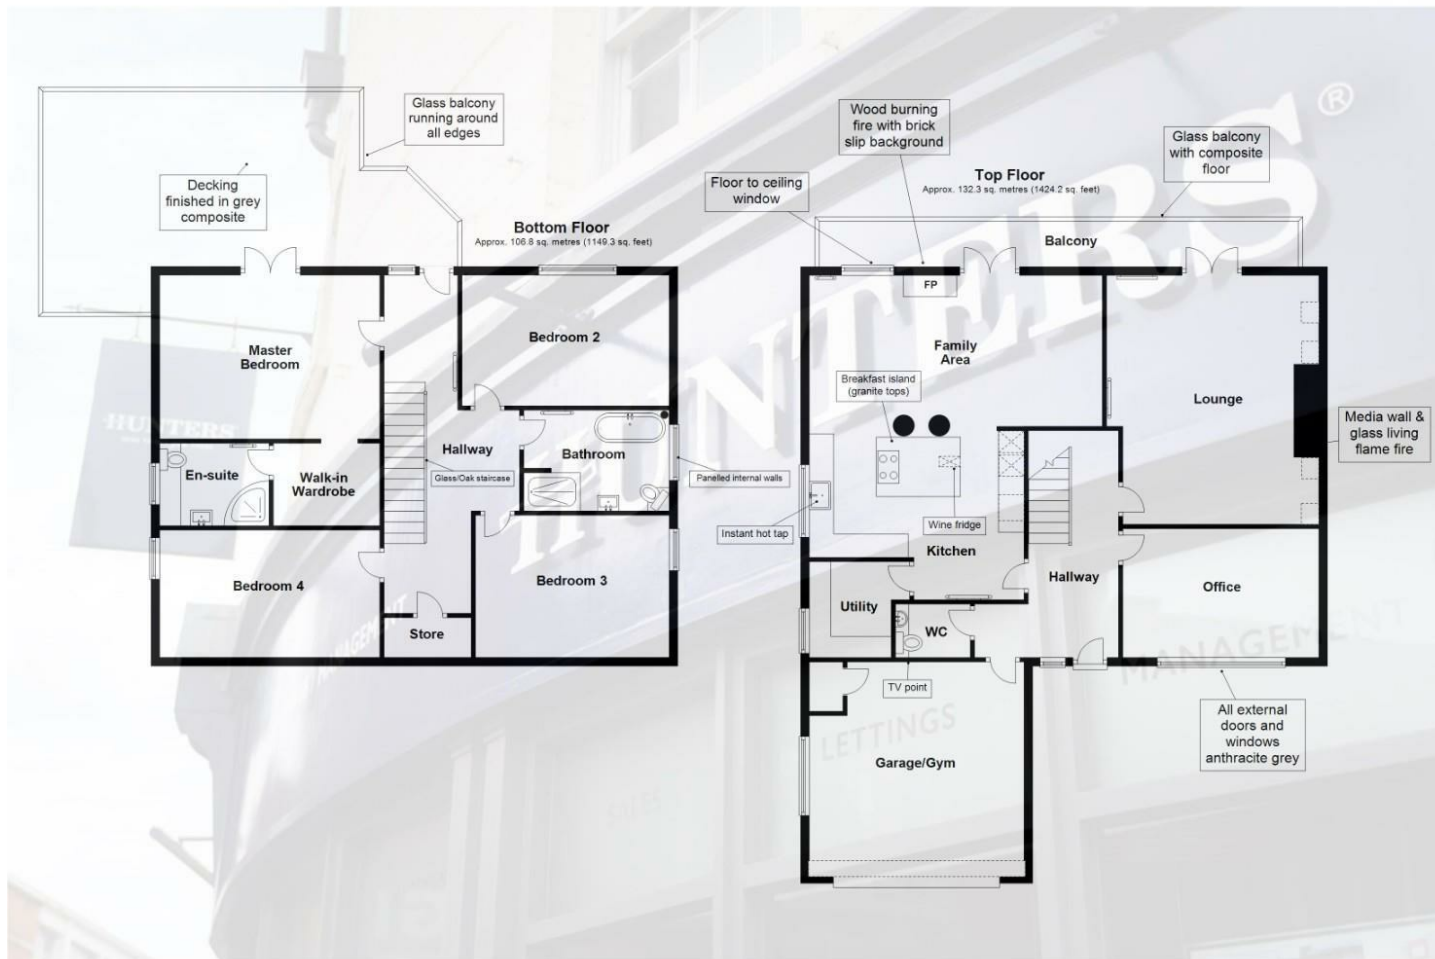 Glass balcony
running around
all edges
Decking
finished in grey
composite
Bottom Floor
Approx. 106.8 sq. metres (1149.3 sq. feet)
Master
Bedroom
Bedroom 2
Hallway
Glass/Oak staircase
Bathroom
Panelled internal walls
En-suite
Walk-in
Wardrobe
Bedroom 4
Bedroom 3
Store
Wood burning
fire with brick
slip background
Floor to ceiling
window
Top Floor
Approx. 132.3 sq. metres (1424.2 sq. feet)
Glass balcony
with composite
floor
Balcony
FP
Family
Area
Breakfast island
(granite tops)
Lounge
Media wall &
glass living
flame fire
Instant hot tap
Wine fridge
Kitchen
Hallway
Office
Utility
WC
TV point
Garage/Gym
All external
doors and
windows
anthracite grey
HUNTERS®
HUNTERS
MANAGEMENT
MANAGEMENT
LETTINGS
SALES